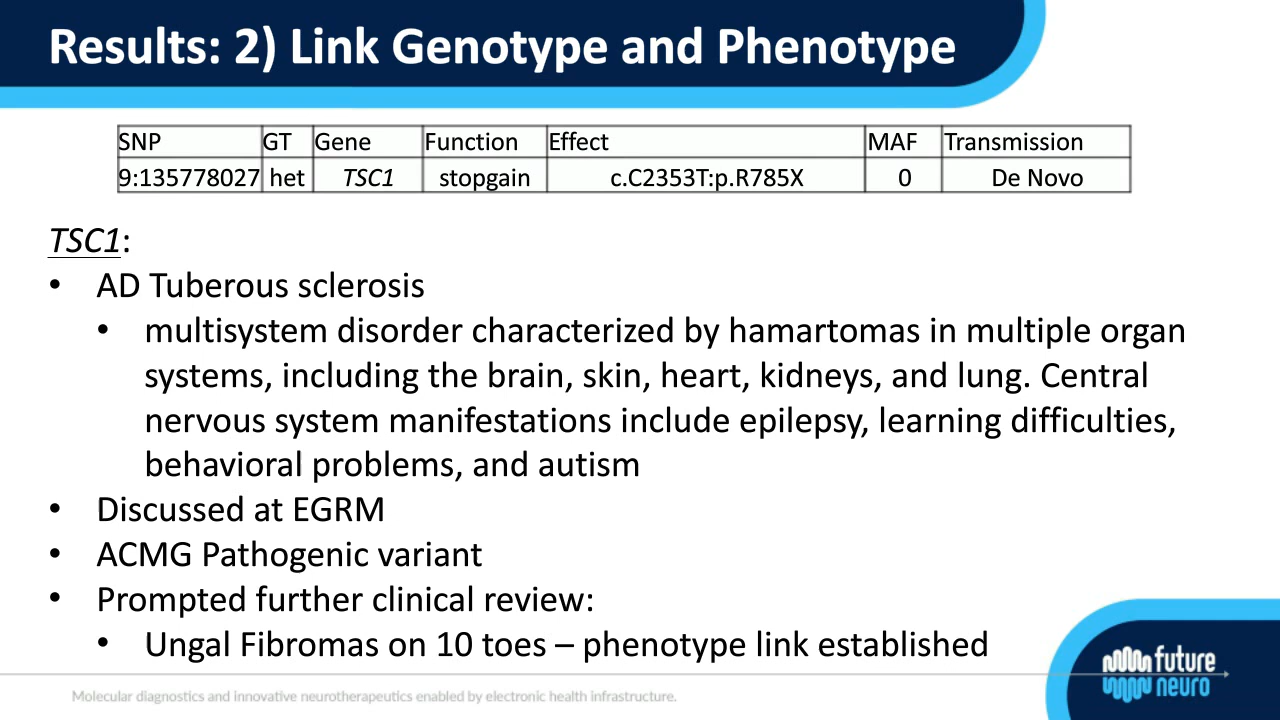 Results: 2) Link Genotype and Phenotype
SNP GT Gene Function Effect MAF Transmission
9:135778027 het TSC1 stopgain c.C2353T:p.R785X 0 De Novo
TSC1:
• AD Tuberous sclerosis
• multisystem disorder characterized by hamartomas in multiple organ
systems, including the brain, skin, heart, kidneys, and lung. Central
nervous system manifestations include epilepsy, learning difficulties,
behavioral problems, and autism
• Discussed at EGRM
• ACMG Pathogenic variant
• Prompted further clinical review:
• Ungal Fibromas on 10 toes – phenotype link established
future
neuro
Molecular diagnostics and innovative neurotherapeutics enabled by electronic health infrastructure.